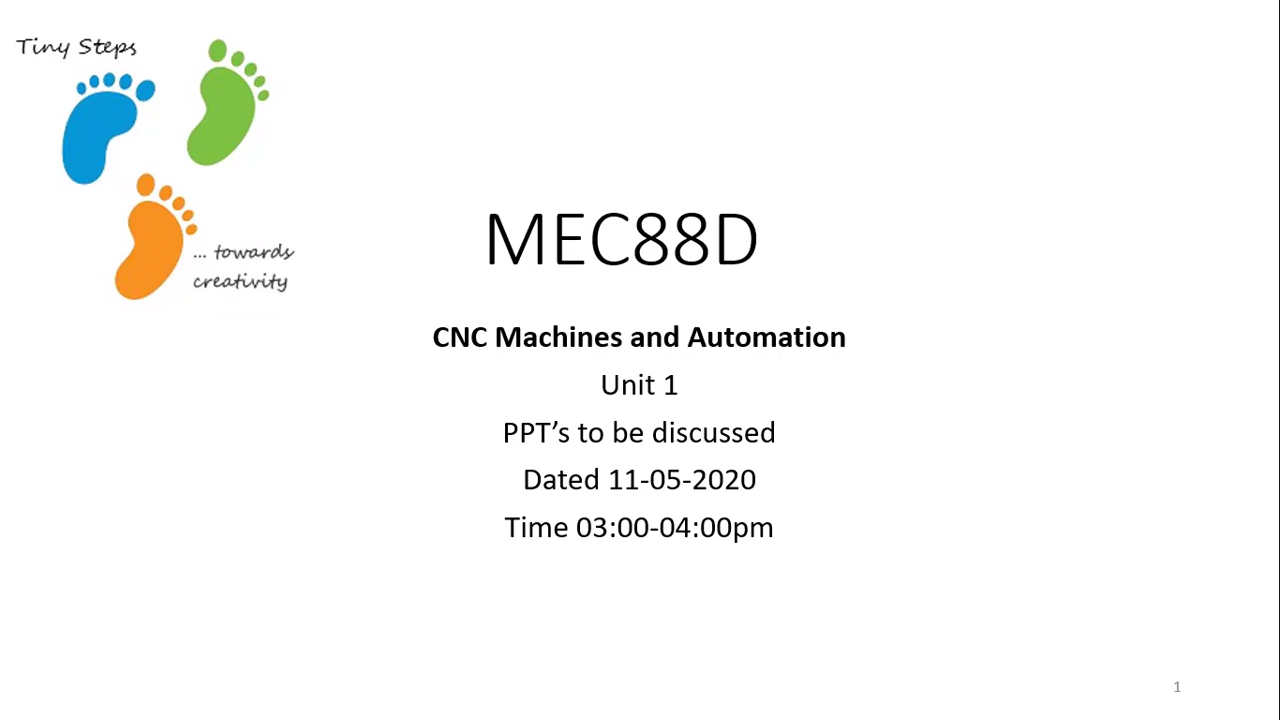 Tiny Steps
... towards
creativity
MEC88D
CNC Machines and Automation
Unit 1
PPT’s to be discussed
Dated 11-05-2020
Time 03:00-04:00pm
1